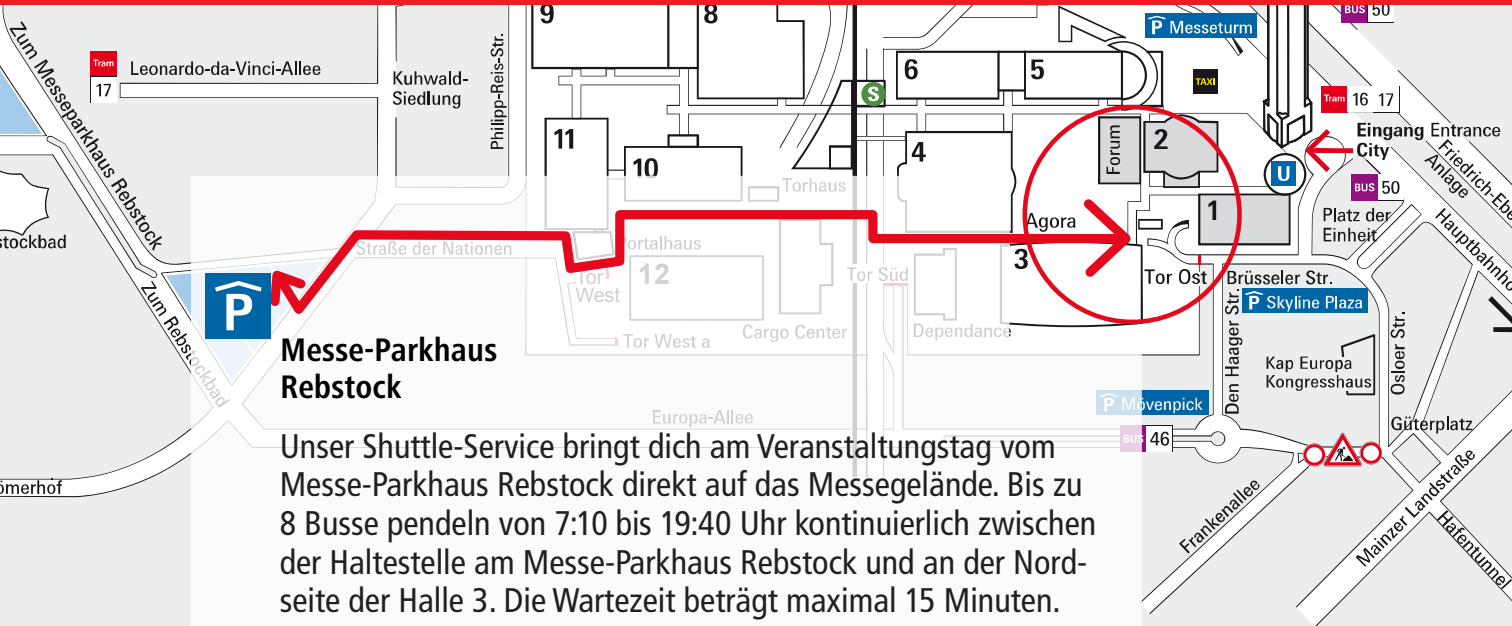 9
8
P Messeturm
BUS 50
Zum Messeparkhaus Rebstock
Tram
17
Leonardo-da-Vinci-Allee
Kuhwald-
Siedlung
Philipp-Reis-Str.
6
5
S
TAXI
Tram 16 17
Eingang Entrance
City
Friedrich-Ebe
Anlage
11
10
4
Forum
2
U
BUS 50
Torhaus
1
Platz der
Einheit
Hauptbahnho
stockbad
Straße der Nationen
Portalhaus
Agora
3
Tor
West
12
Tor Süd
Tor Ost
Brüsseler Str.
P Skyline Plaza
P
Zum Rebstockbad
Tor West a
Cargo Center
Dependance
Den Haager Str.
Osloer Str.
Kap Europa
Kongresshaus
Messe-Parkhaus
Rebstock
P Mövenpick
Europa-Allee
BUS 46
Güterplatz
Unser Shuttle-Service bringt dich am Veranstaltungstag vom
Messe-Parkhaus Rebstock direkt auf das Messegelände. Bis zu
8 Busse pendeln von 7:10 bis 19:40 Uhr kontinuierlich zwischen
der Haltestelle am Messe-Parkhaus Rebstock und an der Nord-
seite der Halle 3. Die Wartezeit beträgt maximal 15 Minuten.
ömerhof
Frankenallee
Mainzer Landstraße
Hafentunnel